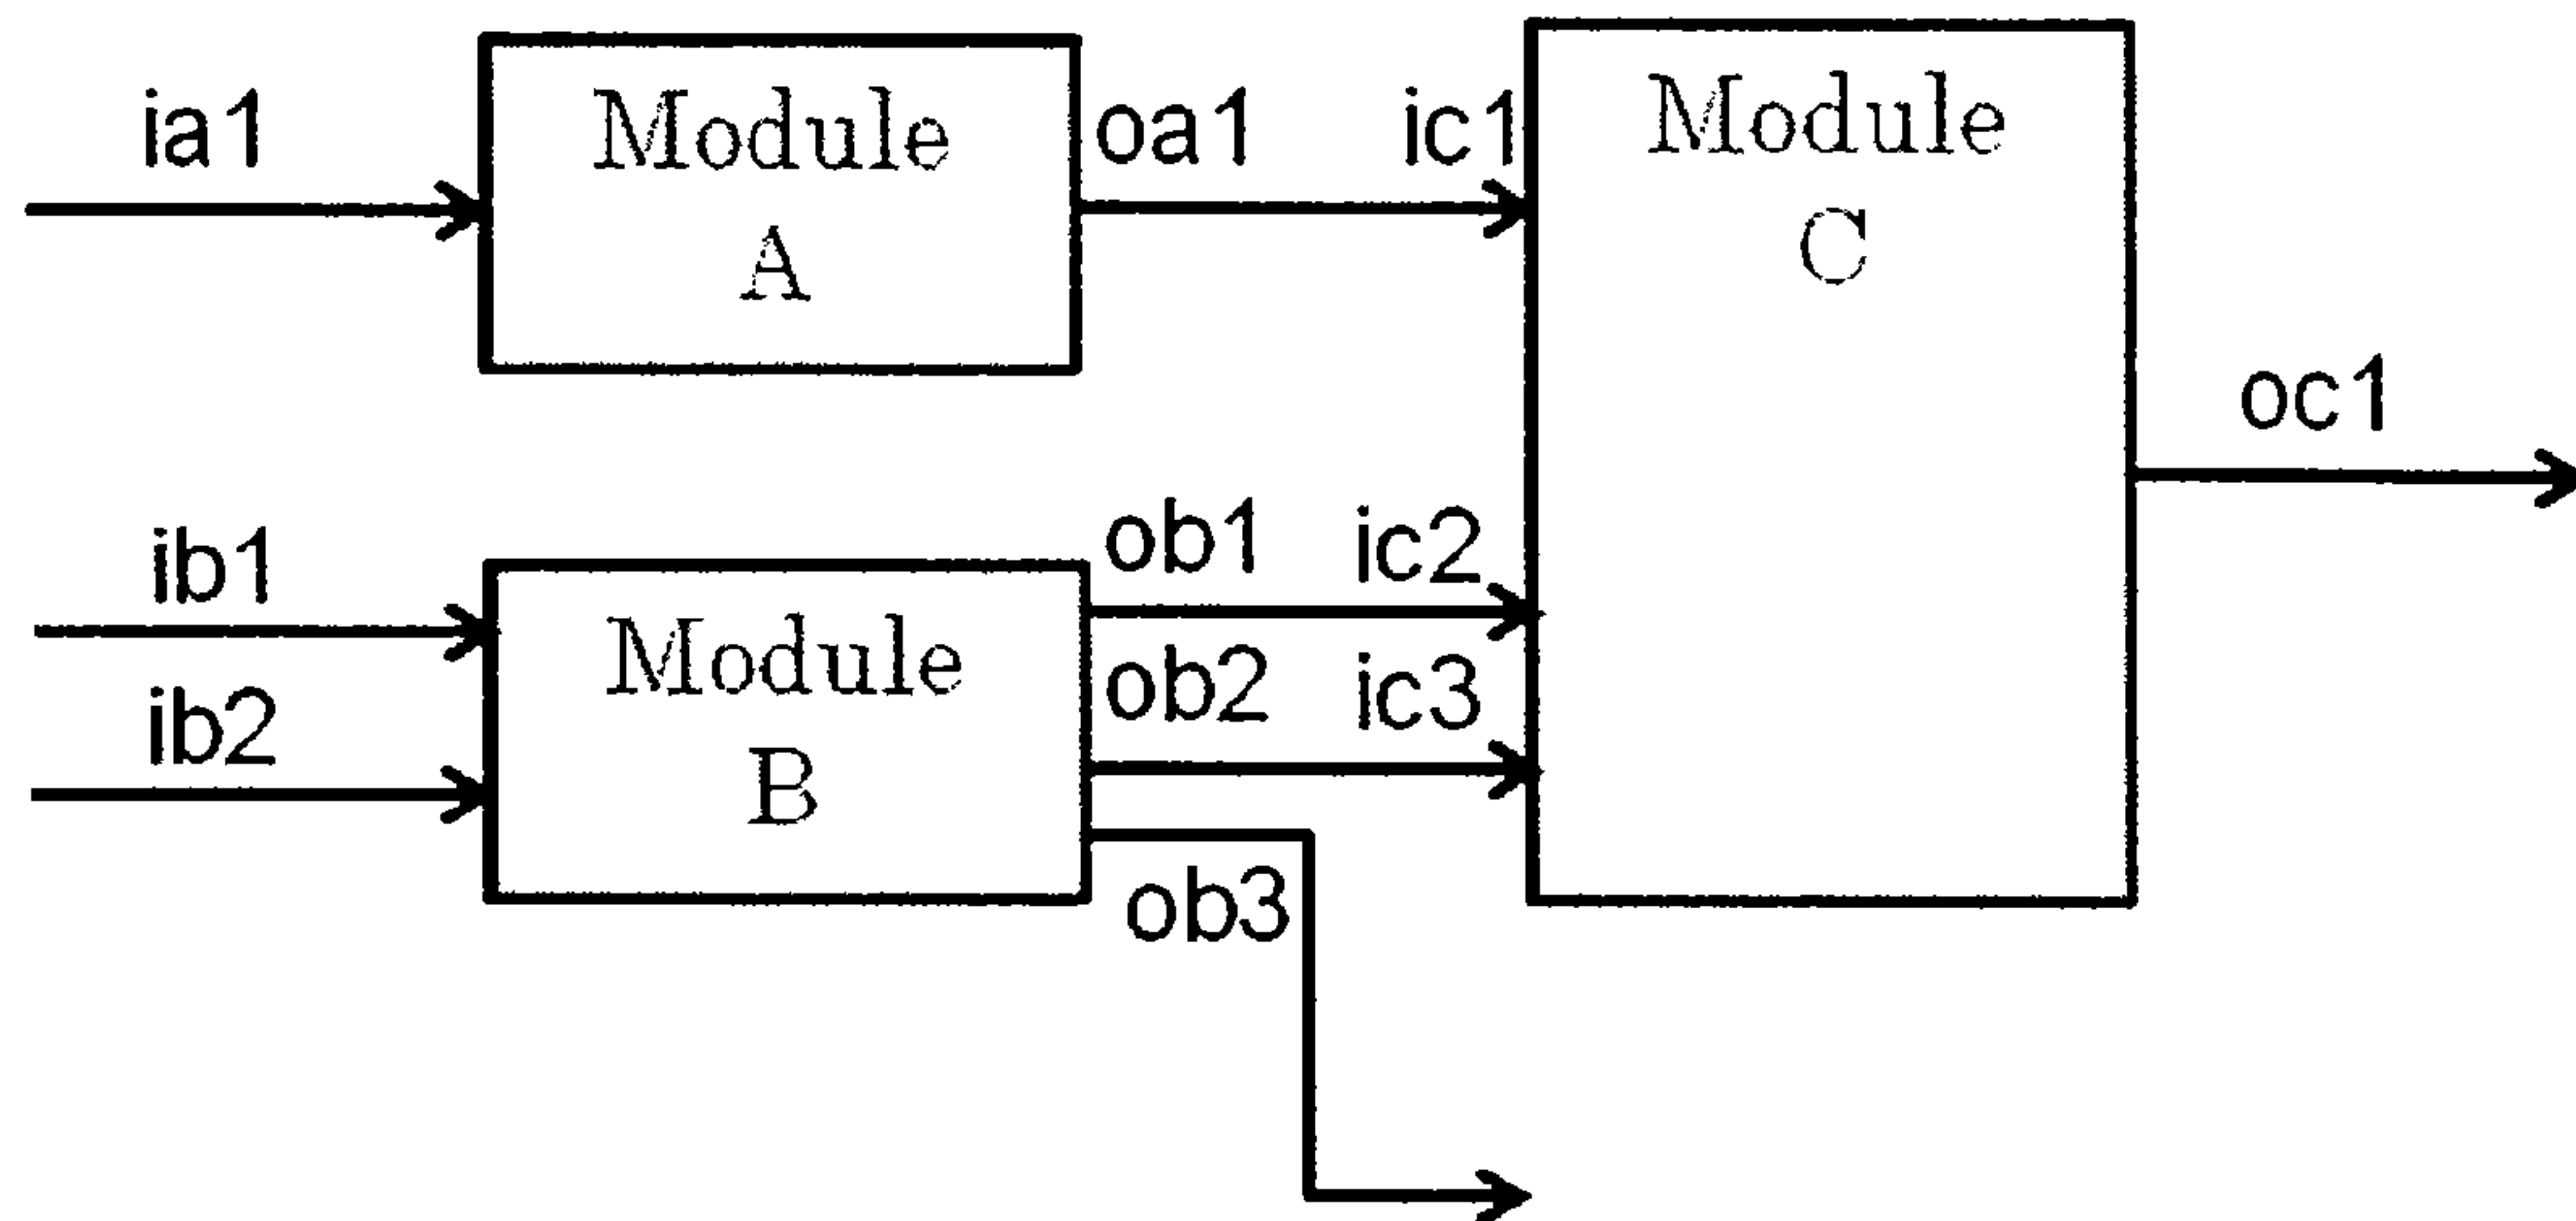 ia1
Module
A
oa1
ic1
Module
C
oc1
ib1
ib2
Module
B
ob1
ic2
ob2
ic3
ob3